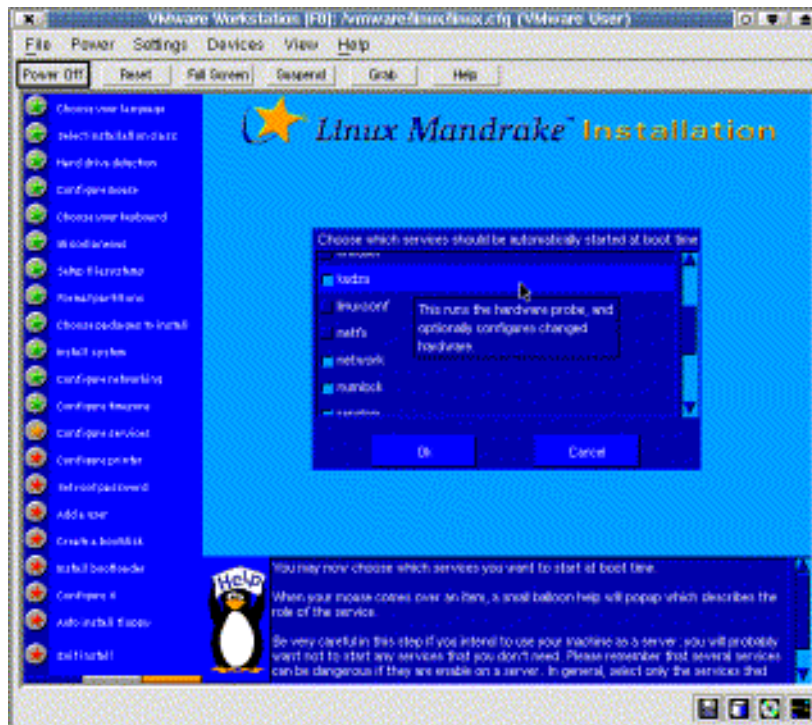 VMware Workstation [F0]: /vmware/linux/linux.cfg (VMware User)
File Power Settings Devices View Help
Power Off Reset Full Screen Suspend Grab Help
Linux Mandrake Installation
Choose your language
Select installation class
Hard drive detection
Configure mouse
Choose your keyboard
Miscellaneous
Setup filesystems
Format partitions
Choose packages to install
Install system
Configure networking
Configure timezone
Configure services
Configure printer
Set root password
Add a user
Create a bootdisk
Install bootloader
Configure X
Auto install floppy
Exit install
Choose which services should be automatically started at boot time
kudzu
linuxconf
netfs
network
numlock
This runs the hardware probe, and
optionally configures changed
hardware.
Ok Cancel
Help
You may now choose which services you want to start at boot time.
When your mouse comes over an item, a small balloon help will popup which describes the
role of the service.
Be very careful in this step if you intend to use your machine as a server: you will probably
want not to start any services that you don't need. Please remember that several services
can be dangerous if they are enable on a server. In general, select only the services that